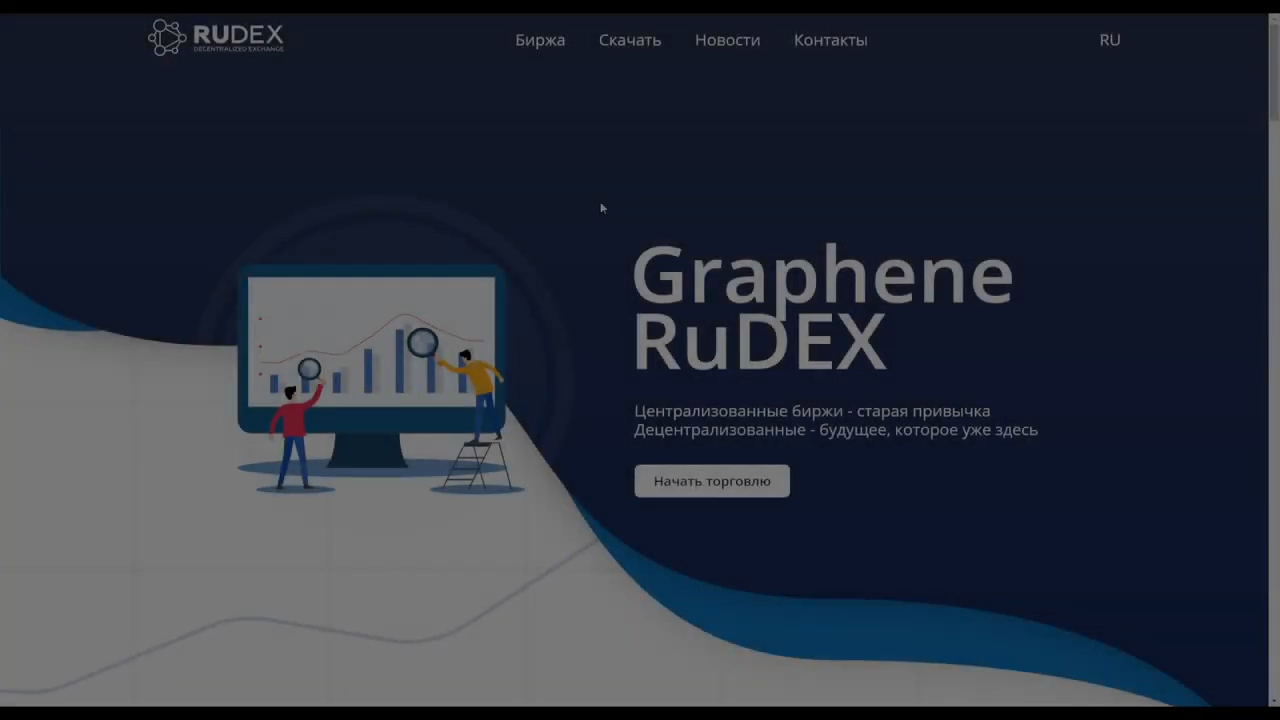 RUDEX
DECENTRALIZED EXCHANGE
Биржа
Скачать
Новости
Контакты
RU
Graphene
RuDEX
Централизованные биржи - старая привычка
Децентрализованные - будущее, которое уже здесь
Начать торговлю